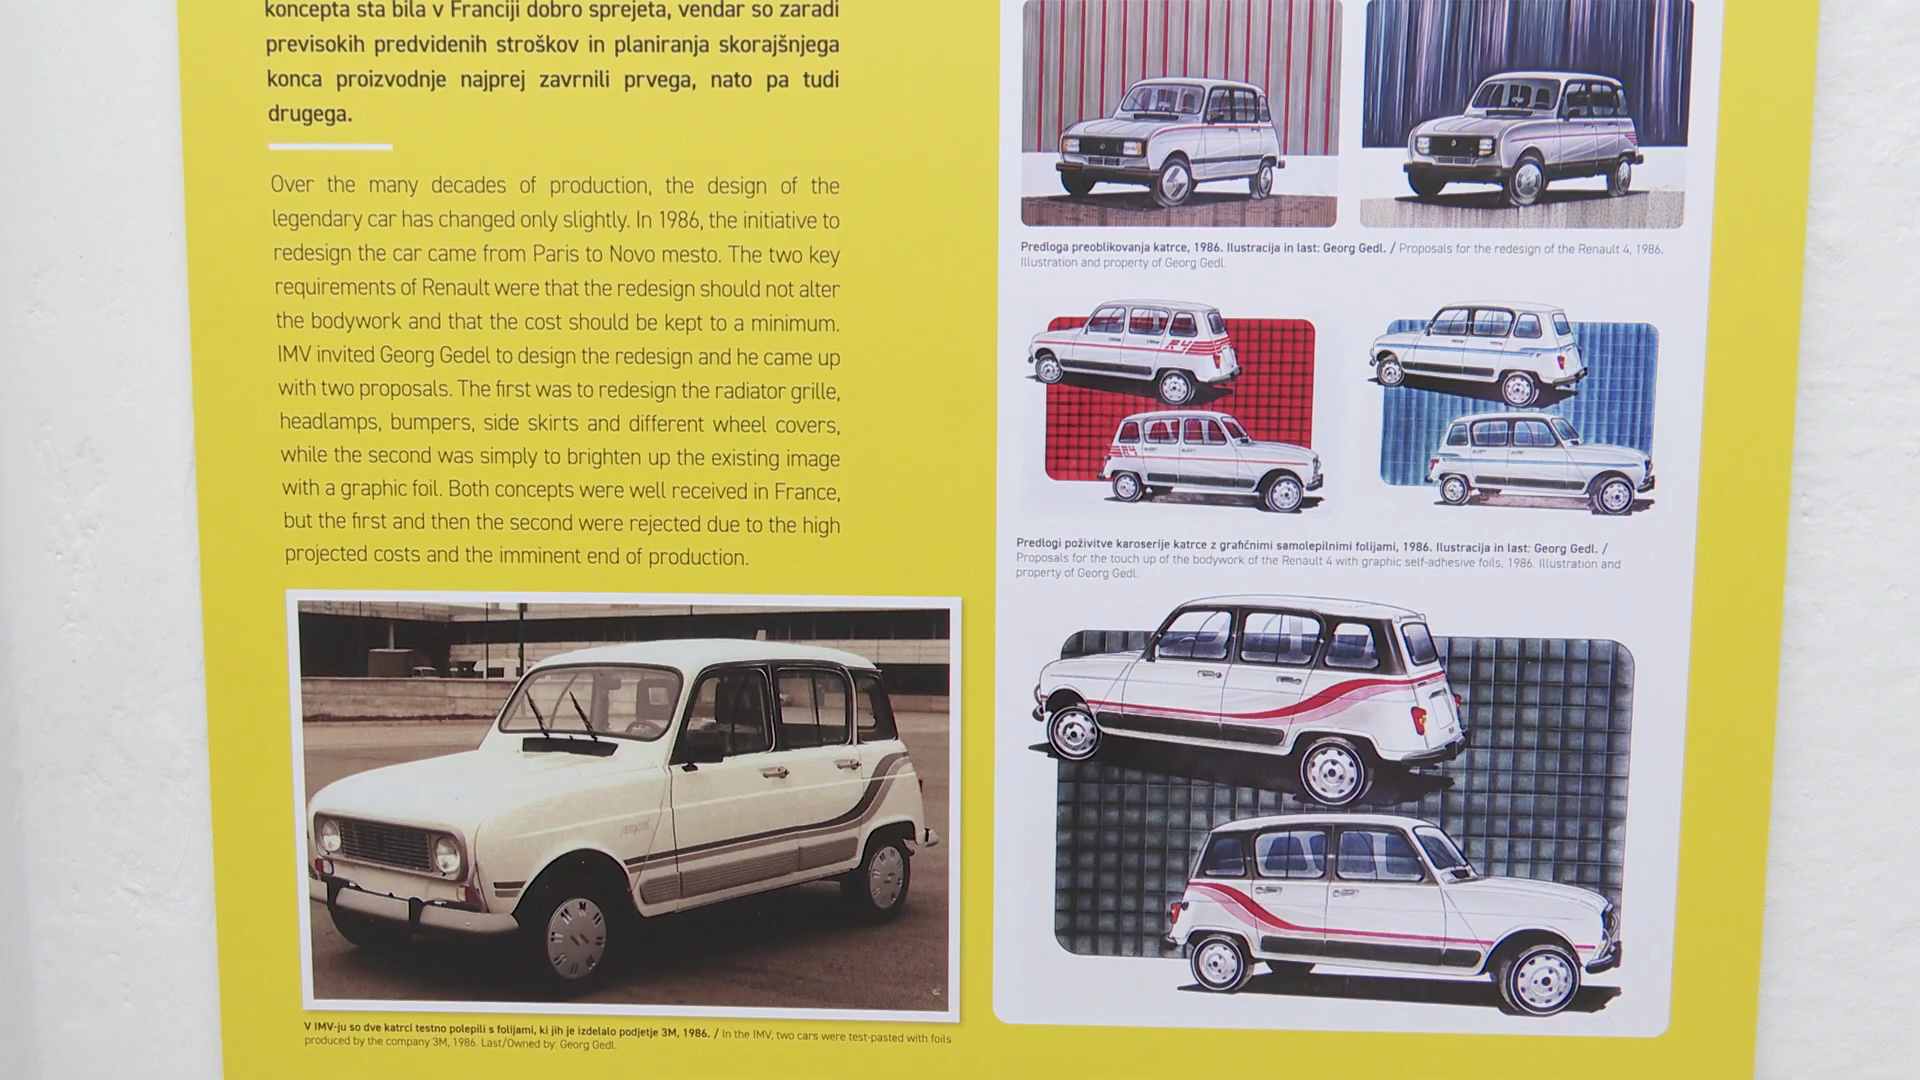 koncepta sta bila v Franciji dobro sprejeta, vendar so zaradi
previsokih predvidenih stroškov in planiranja skorajšnjega
konca proizvodnje najprej zavrnili prvega, nato pa tudi
drugega.
Over the many decades of production, the design of the
legendary car has changed only slightly. In 1986, the initiative to
redesign the car came from Paris to Novo mesto. The two key
requirements of Renault were that the redesign should not alter
the bodywork and that the cost should be kept to a minimum.
IMV invited Georg Gedel to design the redesign and he came up
with two proposals. The first was to redesign the radiator grille,
headlamps, bumpers, side skirts and different wheel covers,
while the second was simply to brighten up the existing image
with a graphic foil. Both concepts were well received in France,
but the first and then the second were rejected due to the high
projected costs and the imminent end of production.
V IMV-ju so dve katrci testno polepili s folijami, ki jih je izdelalo podjetje 3M, 1986. / In the IMV, two cars were test-pasted with foils
produced by the company 3M, 1986. Last/Owned by: Georg Gedl.
Predloga preoblikovanja katrce, 1986. Ilustracija in last: Georg Gedl. / Proposals for the redesign of the Renault 4, 1986.
Illustration and property of Georg Gedl.
R4
R4
Predlogi poživitve karoserije katrce z grafičnimi samolepilnimi folijami, 1986. Ilustracija in last: Georg Gedl. /
Proposals for the touch up of the bodywork of the Renault 4 with graphic self-adhesive foils, 1986. Illustration and
property of Georg Gedl.